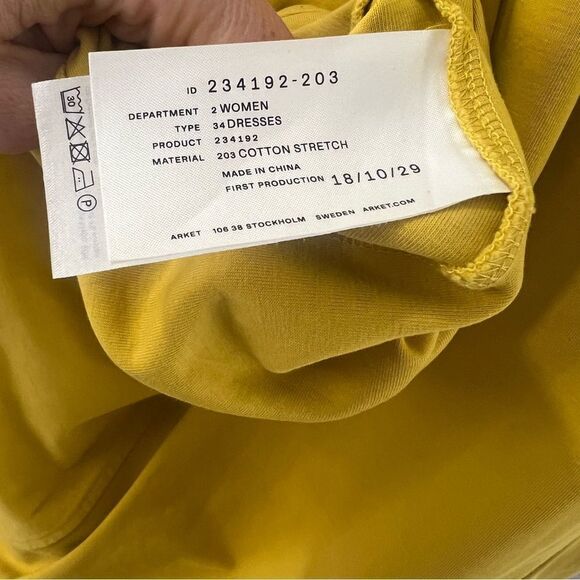 ID 234192-203
DEPARTMENT 2 WOMEN
TYPE 34 DRESSES
PRODUCT 234192
MATERIAL 203 COTTON STRETCH
MADE IN CHINA
FIRST PRODUCTION 18/10/29
ARKET 106 38 STOCKHOLM SWEDEN ARKET.COM
30
P